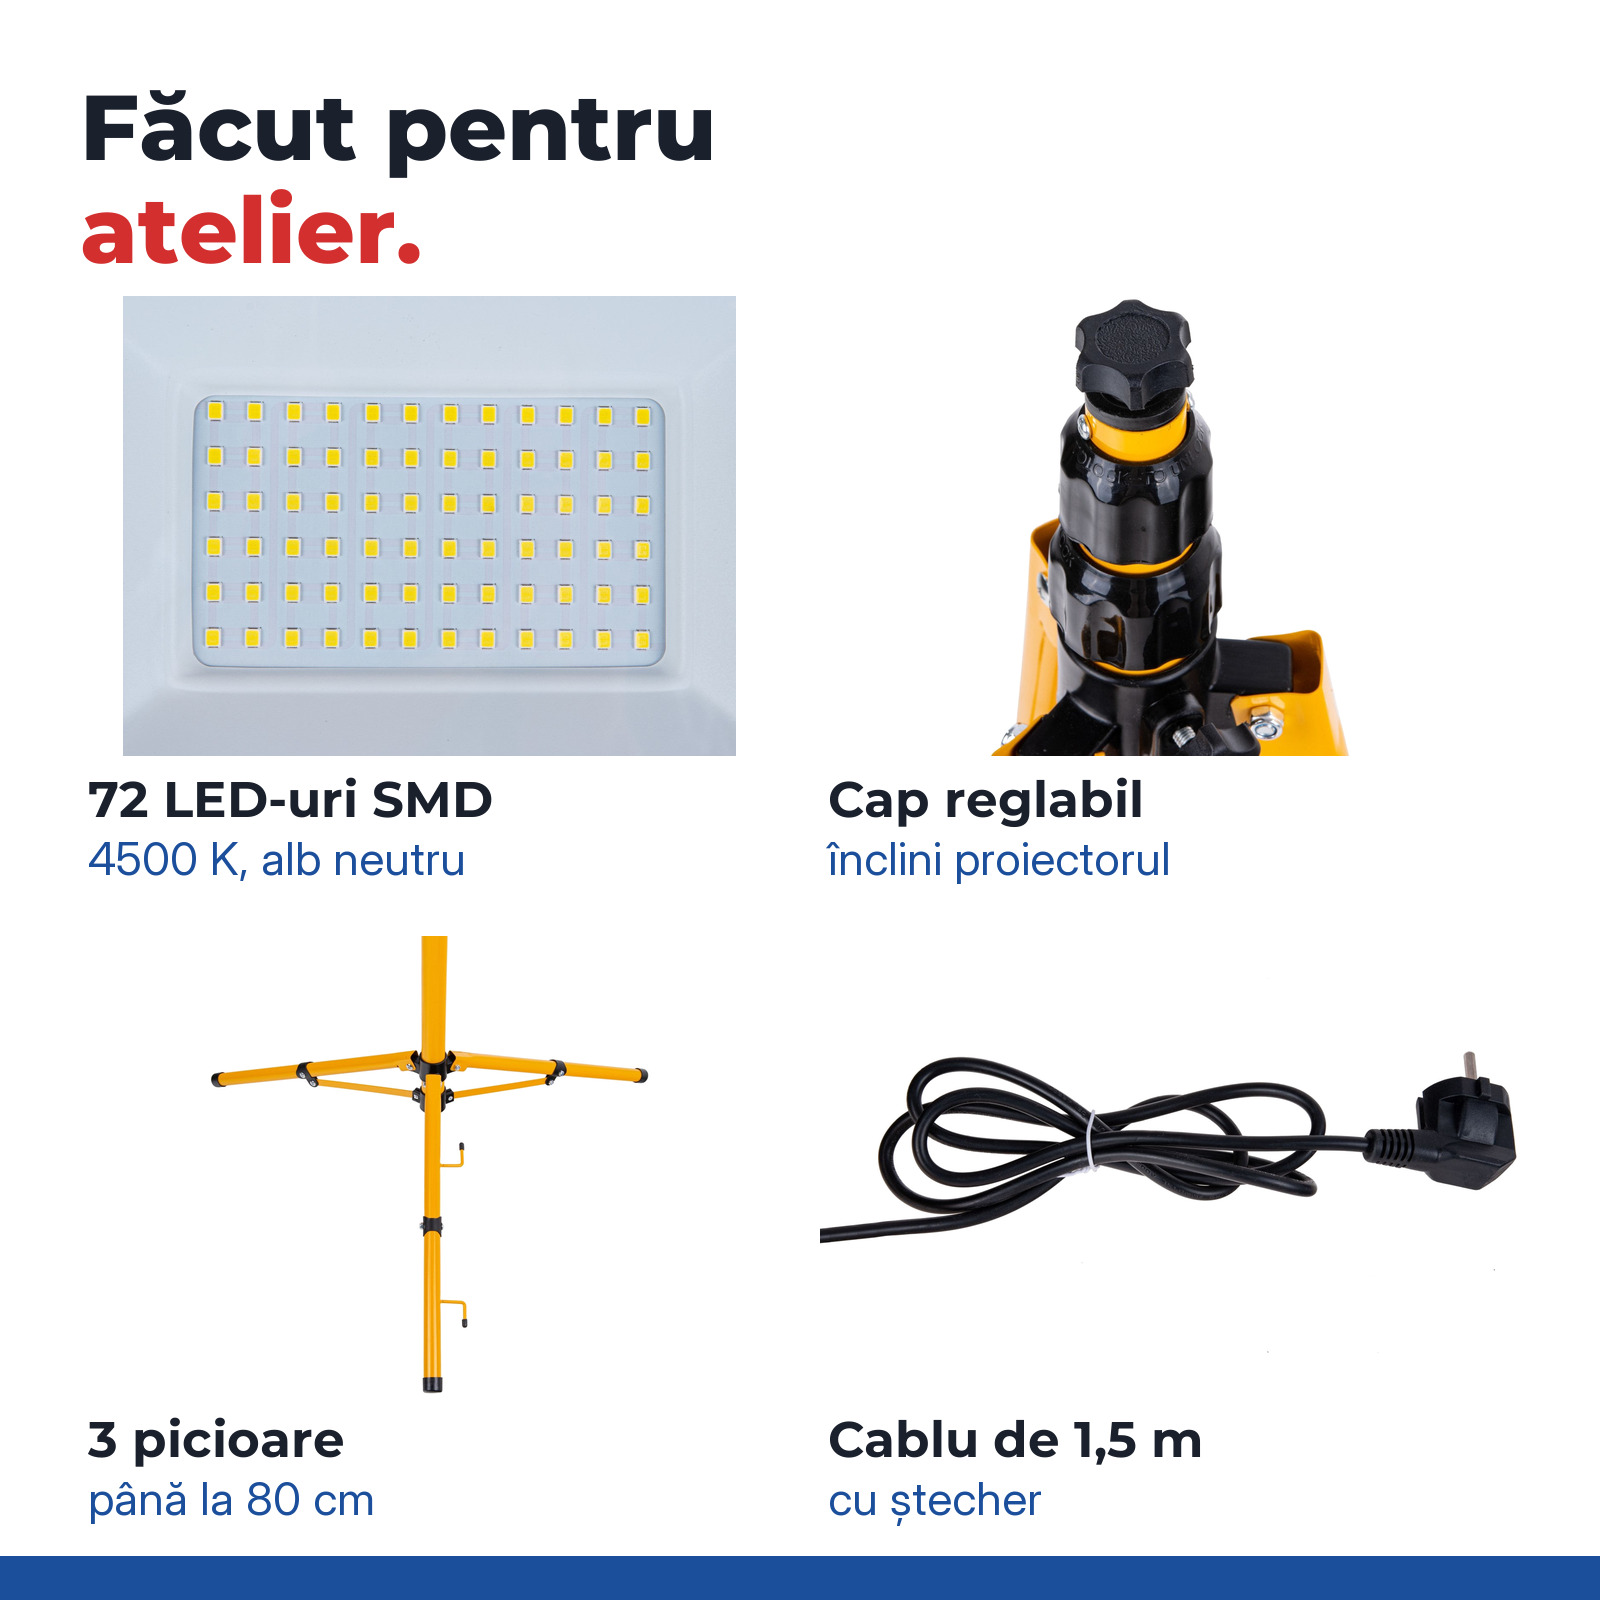 Făcut pentru
atelier.
72 LED-uri SMD
4500 K, alb neutru
Cap reglabil
înclini proiectorul
3 picioare
până la 80 cm
Cablu de 1,5 m
cu ștecher